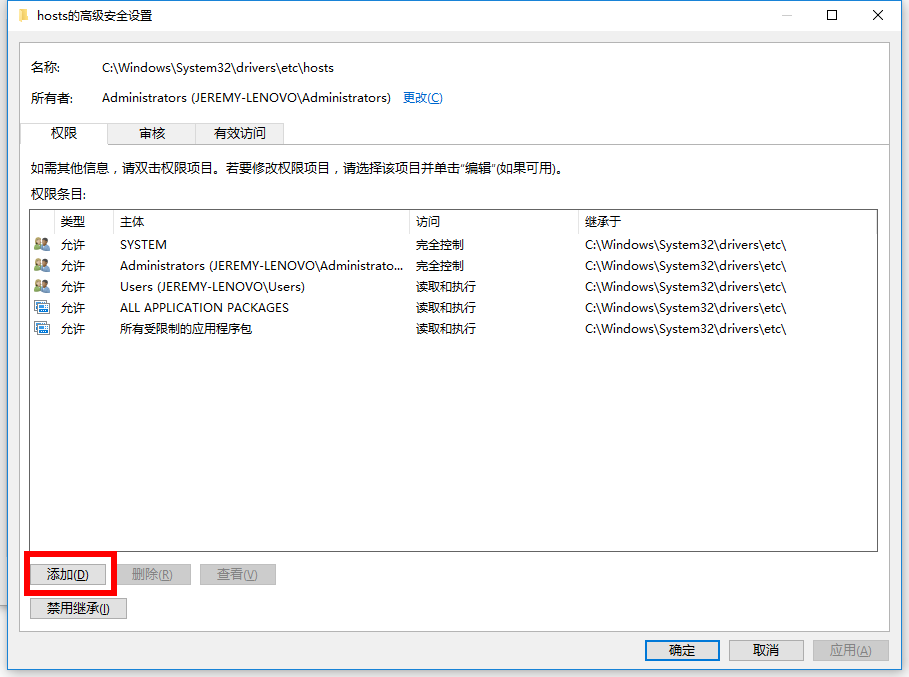 hosts的高级安全设置
名称: C:\Windows\System32\drivers\etc\hosts
所有者: Administrators (JEREMY-LENOVO\Administrators) 更改(C)
权限 审核 有效访问
如需其他信息，请双击权限项目。若要修改权限项目，请选择该项目并单击“编辑”(如果可用)。
权限条目:
类型 主体 访问 继承于
允许 SYSTEM 完全控制 C:\Windows\System32\drivers\etc\
允许 Administrators (JEREMY-LENOVO\Administrato... 完全控制 C:\Windows\System32\drivers\etc\
允许 Users (JEREMY-LENOVO\Users) 读取和执行 C:\Windows\System32\drivers\etc\
允许 ALL APPLICATION PACKAGES 读取和执行 C:\Windows\System32\drivers\etc\
允许 所有受限制的应用程序包 读取和执行 C:\Windows\System32\drivers\etc\
添加(D) 删除(R) 查看(V)
禁用继承(I)
确定 取消 应用(A)